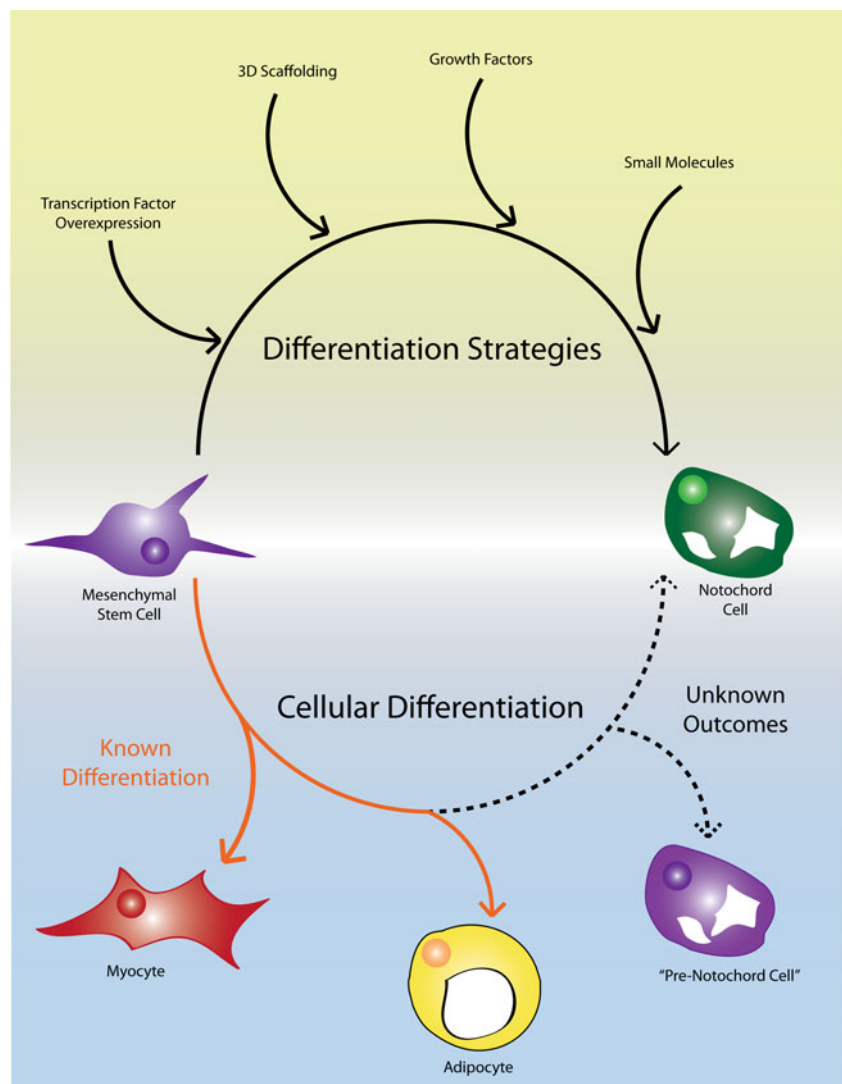 Growth Factors
3D Scaffolding
Small Molecules
Transcription Factor
Overexpression
Differentiation Strategies
Mesenchymal
Stem Cell
Notochord
Cell
Cellular Differentiation
Unknown
Outcomes
Known
Differentiation
Myocyte
"Pre-Notochord Cell"
Adipocyte